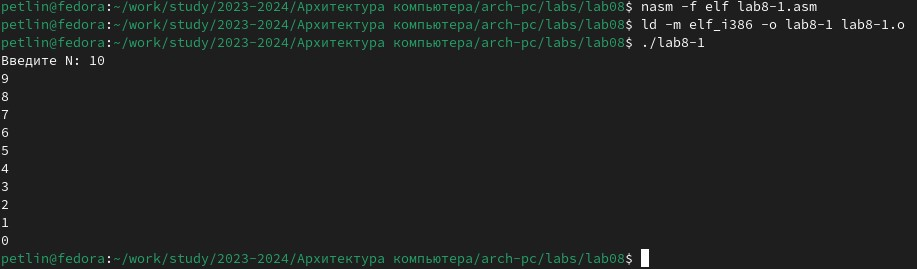 petlin@fedora:~/work/study/2023-2024/Архитектура компьютера/arch-pc/labs/lab08$ nasm -f elf lab8-1.asm
petlin@fedora:~/work/study/2023-2024/Архитектура компьютера/arch-pc/labs/lab08$ ld -m elf_i386 -o lab8-1 lab8-1.o
petlin@fedora:~/work/study/2023-2024/Архитектура компьютера/arch-pc/labs/lab08$ ./lab8-1
Введите N: 10
9
8
7
6
5
4
3
2
1
0
petlin@fedora:~/work/study/2023-2024/Архитектура компьютера/arch-pc/labs/lab08$